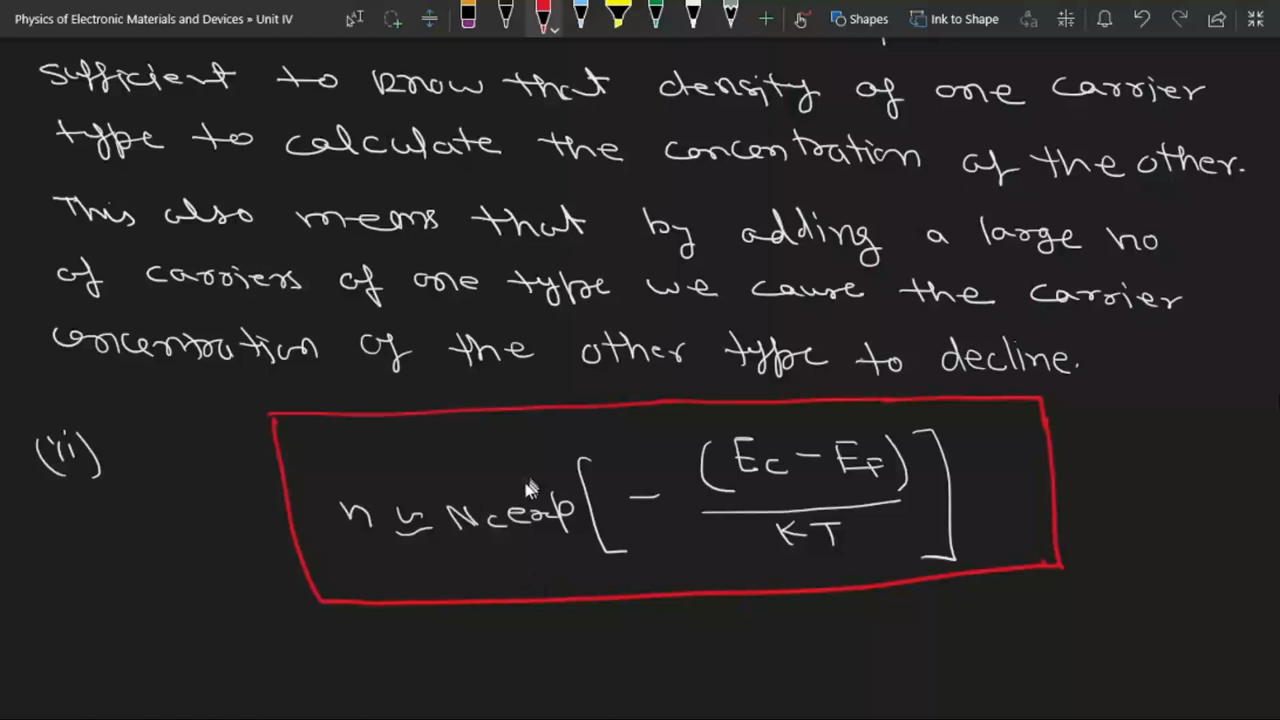 Physics of Electronic Materials and Devices » Unit IV
Shapes
Ink to Shape
sufficient to know that density of one carrier
type to calculate the concentration of the other.
This also means that by adding a large no
of carriers of one type we cause the carrier
concentration of the other type to decline.
(ii)
n ≃ Nc exp[ - (Ec - EF) / KT ]